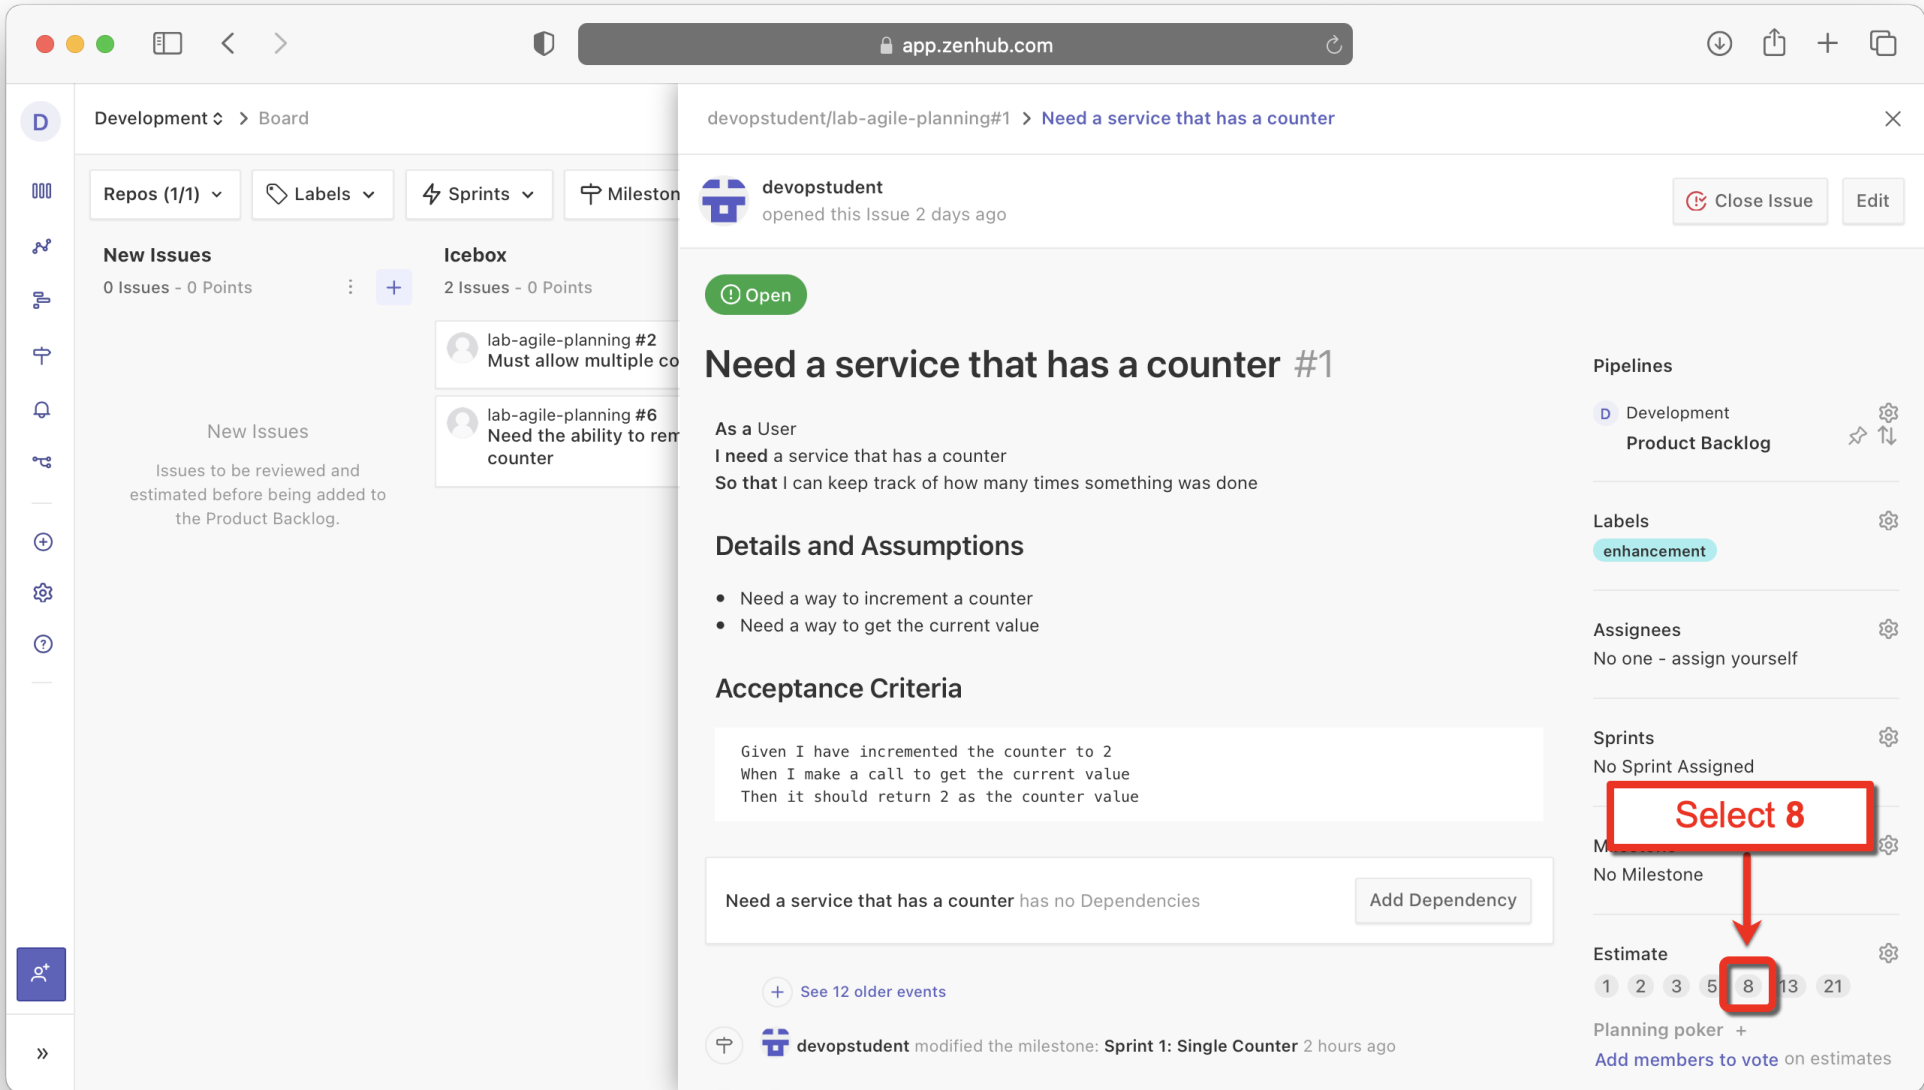 app.zenhub.com
D
Development > Board
devopstudent/lab-agile-planning#1 > Need a service that has a counter
Repos (1/1)
Labels
Sprints
Mileston
devopstudent
opened this Issue 2 days ago
Close Issue
Edit
New Issues
0 Issues - 0 Points
Icebox
2 Issues - 0 Points
lab-agile-planning #2
Must allow multiple co
lab-agile-planning #6
Need the ability to rem
counter
New Issues
Issues to be reviewed and
estimated before being added to
the Product Backlog.
Open
Need a service that has a counter #1
As a User
I need a service that has a counter
So that I can keep track of how many times something was done
Details and Assumptions
• Need a way to increment a counter
• Need a way to get the current value
Acceptance Criteria
Given I have incremented the counter to 2
When I make a call to get the current value
Then it should return 2 as the counter value
Need a service that has a counter has no Dependencies
Add Dependency
See 12 older events
devopstudent modified the milestone: Sprint 1: Single Counter 2 hours ago
Pipelines
D Development
Product Backlog
Labels
enhancement
Assignees
No one - assign yourself
Sprints
No Sprint Assigned
Select 8
No Milestone
Estimate
1 2 3 5 8 13 21
Planning poker +
Add members to vote on estimates